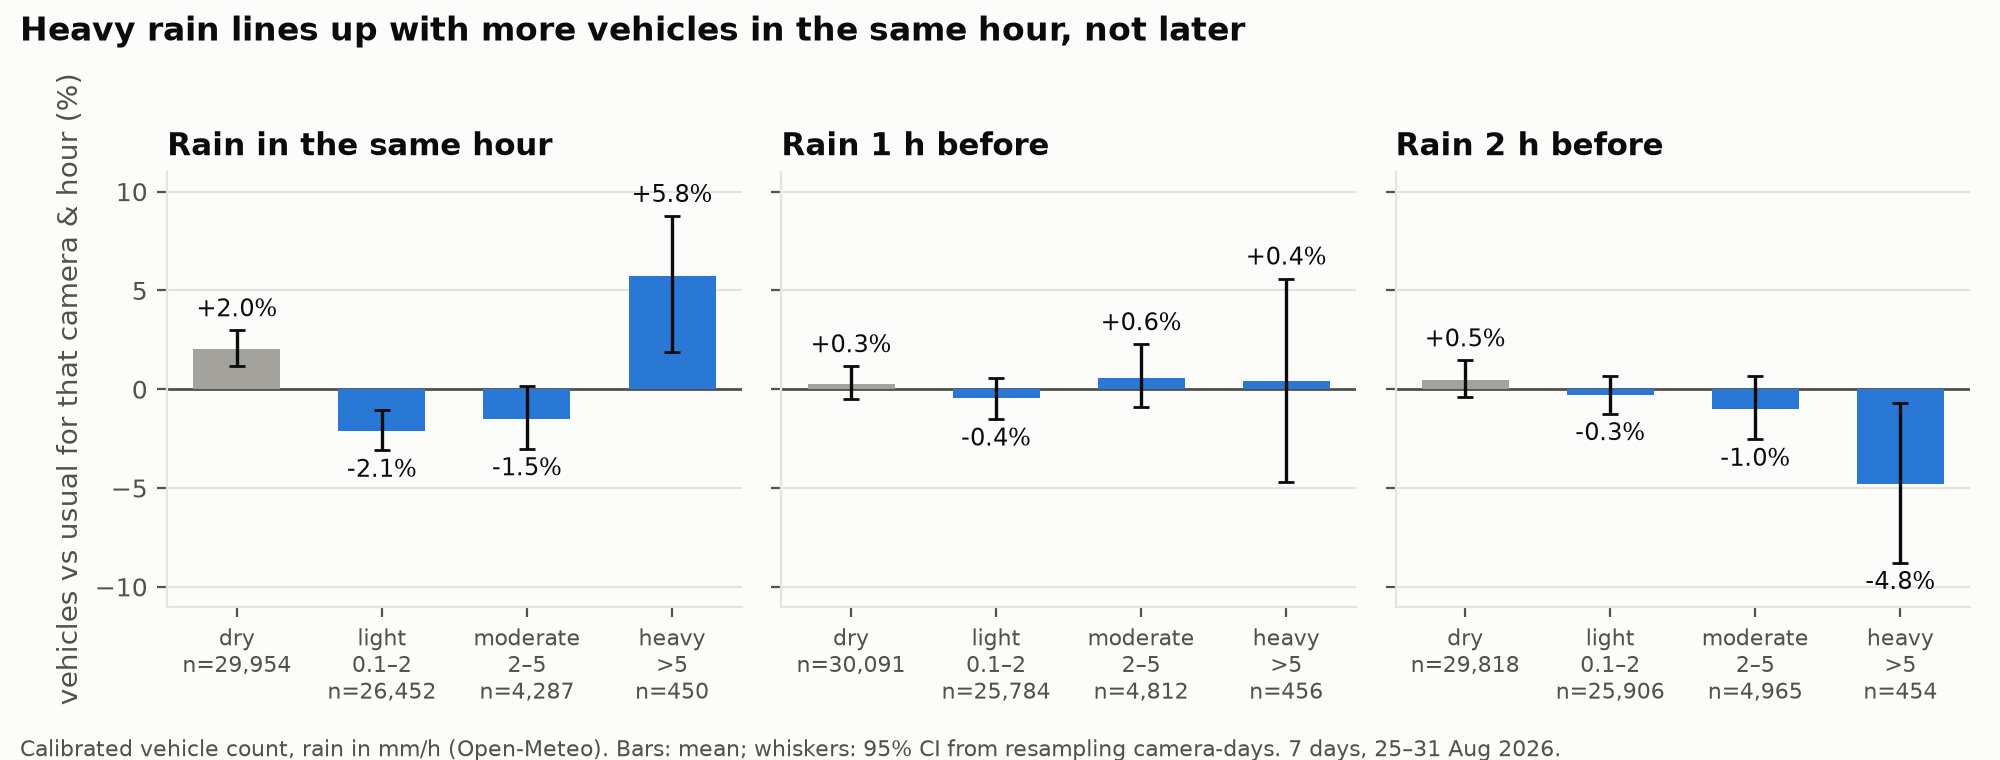 Heavy rain lines up with more vehicles in the same hour, not later
vehicles vs usual for that camera & hour (%)
Rain in the same hour
10
5
0
−5
−10
+2.0%
-2.1%
-1.5%
+5.8%
dry
n=29,954
light
0.1–2
n=26,452
moderate
2–5
n=4,287
heavy
>5
n=450
Rain 1 h before
+0.3%
-0.4%
+0.6%
+0.4%
dry
n=30,091
light
0.1–2
n=25,784
moderate
2–5
n=4,812
heavy
>5
n=456
Rain 2 h before
+0.5%
-0.3%
-1.0%
-4.8%
dry
n=29,818
light
0.1–2
n=25,906
moderate
2–5
n=4,965
heavy
>5
n=454
Calibrated vehicle count, rain in mm/h (Open-Meteo). Bars: mean; whiskers: 95% CI from resampling camera-days. 7 days, 25–31 Aug 2026.